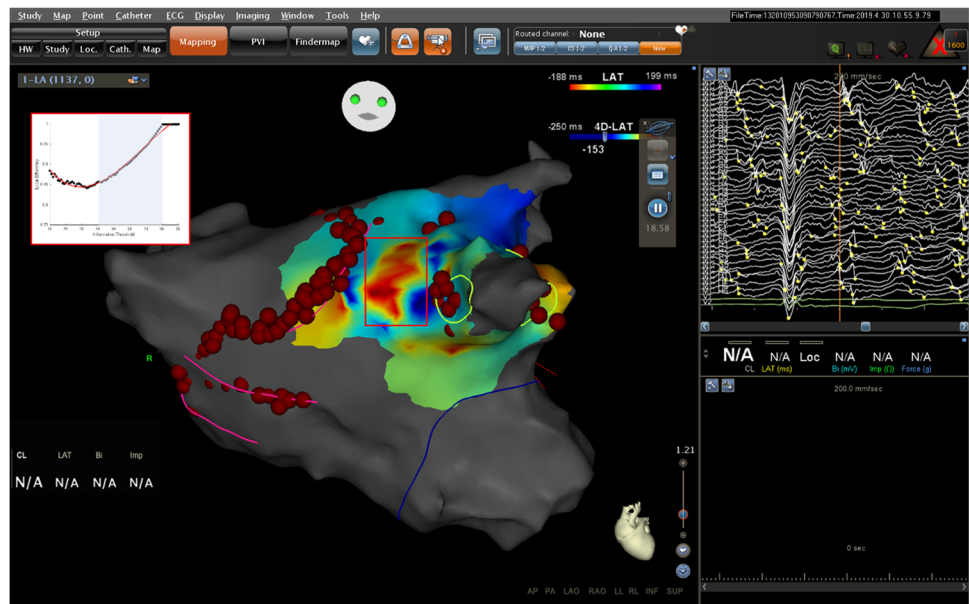 Study Map Point Catheter ECG Display Imaging Window Tools Help
FileTime:132010953090790767,Time:2019.4.30.10.55.9.79
Setup
HW Study Loc. Cath. Map
Mapping
PVI
Findermap
Routed channel: None
MAP 1-2 CS 1-2 Q-A 1-2 None
1600
1-LA (1137, 0)
-188 ms LAT 199 ms
-250 ms 4D-LAT
-153
18.58
200 mm/sec
Information Threshold
R
N/A N/A Loc N/A N/A N/A
CL LAT (ms) Bi (mV) Imp (Ω) Force (g)
200.0 mm/sec
CL LAT Bi Imp
N/A N/A N/A N/A
1.21
0 sec
AP PA LAO RAO LL RL INF SUP